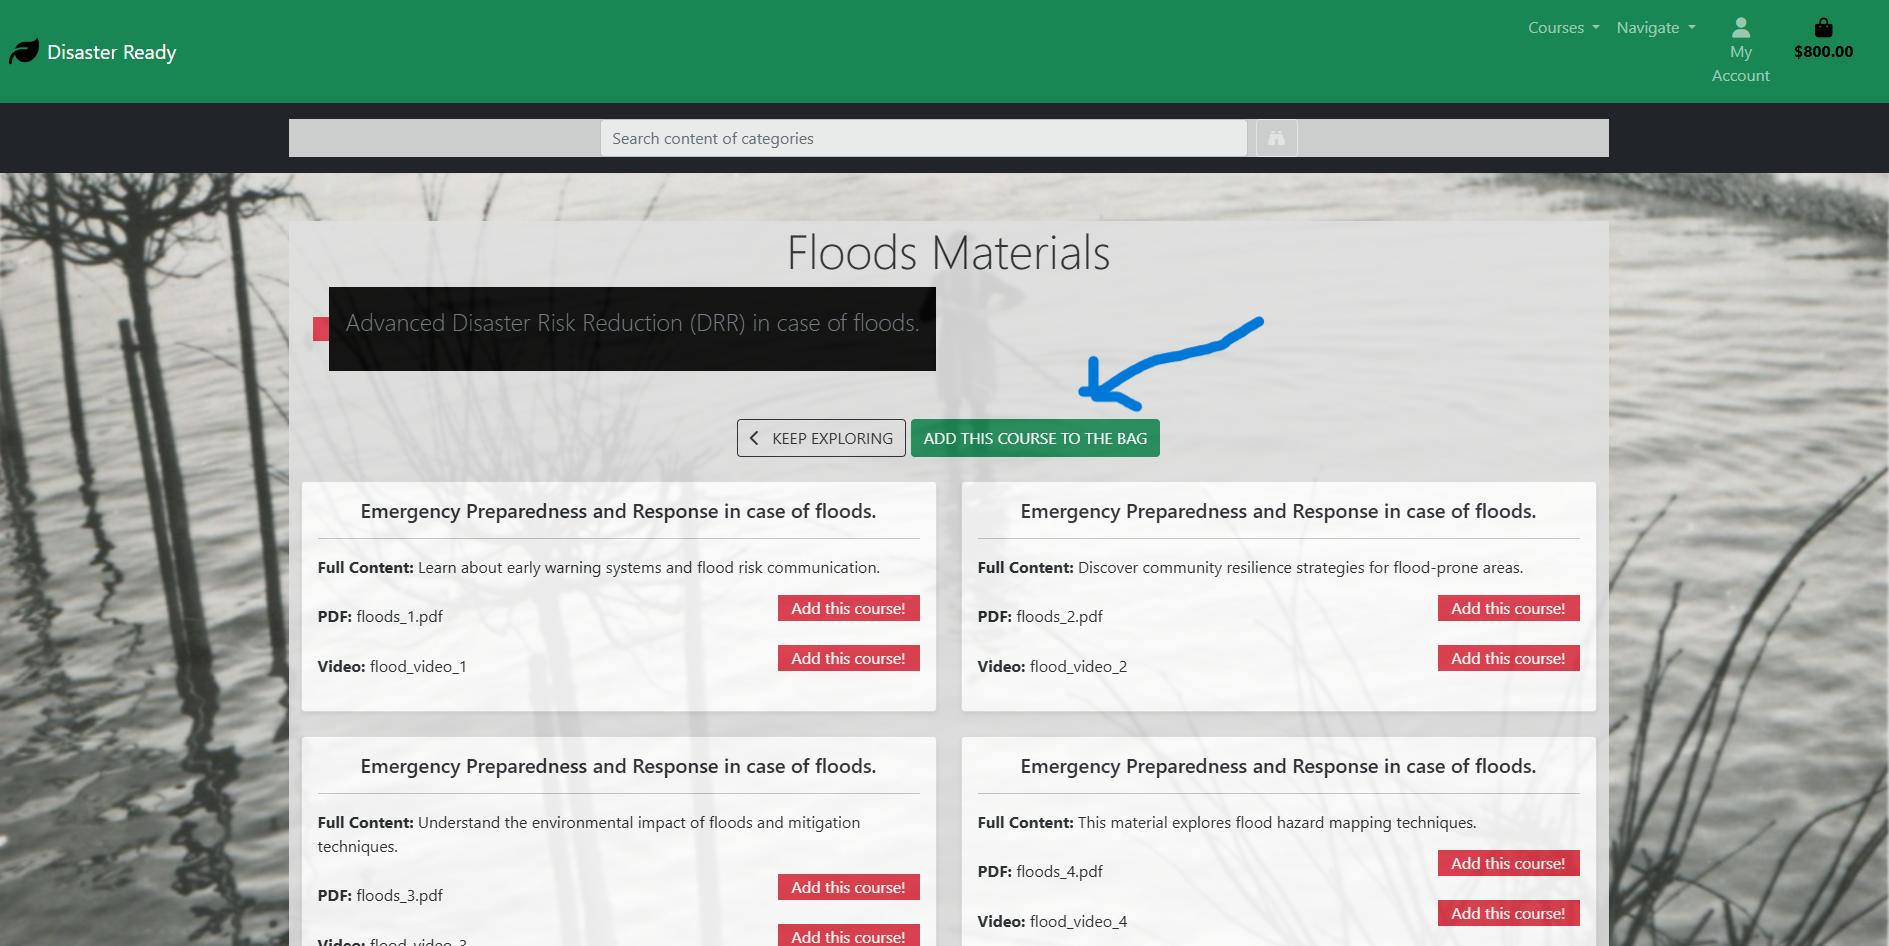 Disaster Ready
Courses
Navigate
My
Account
$800.00
Search content of categories
Floods Materials
Advanced Disaster Risk Reduction (DRR) in case of floods.
KEEP EXPLORING
ADD THIS COURSE TO THE BAG
Emergency Preparedness and Response in case of floods.
Full Content: Learn about early warning systems and flood risk communication.
PDF: floods_1.pdf
Add this course!
Video: flood_video_1
Add this course!
Emergency Preparedness and Response in case of floods.
Full Content: Discover community resilience strategies for flood-prone areas.
PDF: floods_2.pdf
Add this course!
Video: flood_video_2
Add this course!
Emergency Preparedness and Response in case of floods.
Full Content: Understand the environmental impact of floods and mitigation
techniques.
PDF: floods_3.pdf
Add this course!
Video: flood_video_3
Add this course!
Emergency Preparedness and Response in case of floods.
Full Content: This material explores flood hazard mapping techniques.
PDF: floods_4.pdf
Add this course!
Video: flood_video_4
Add this course!